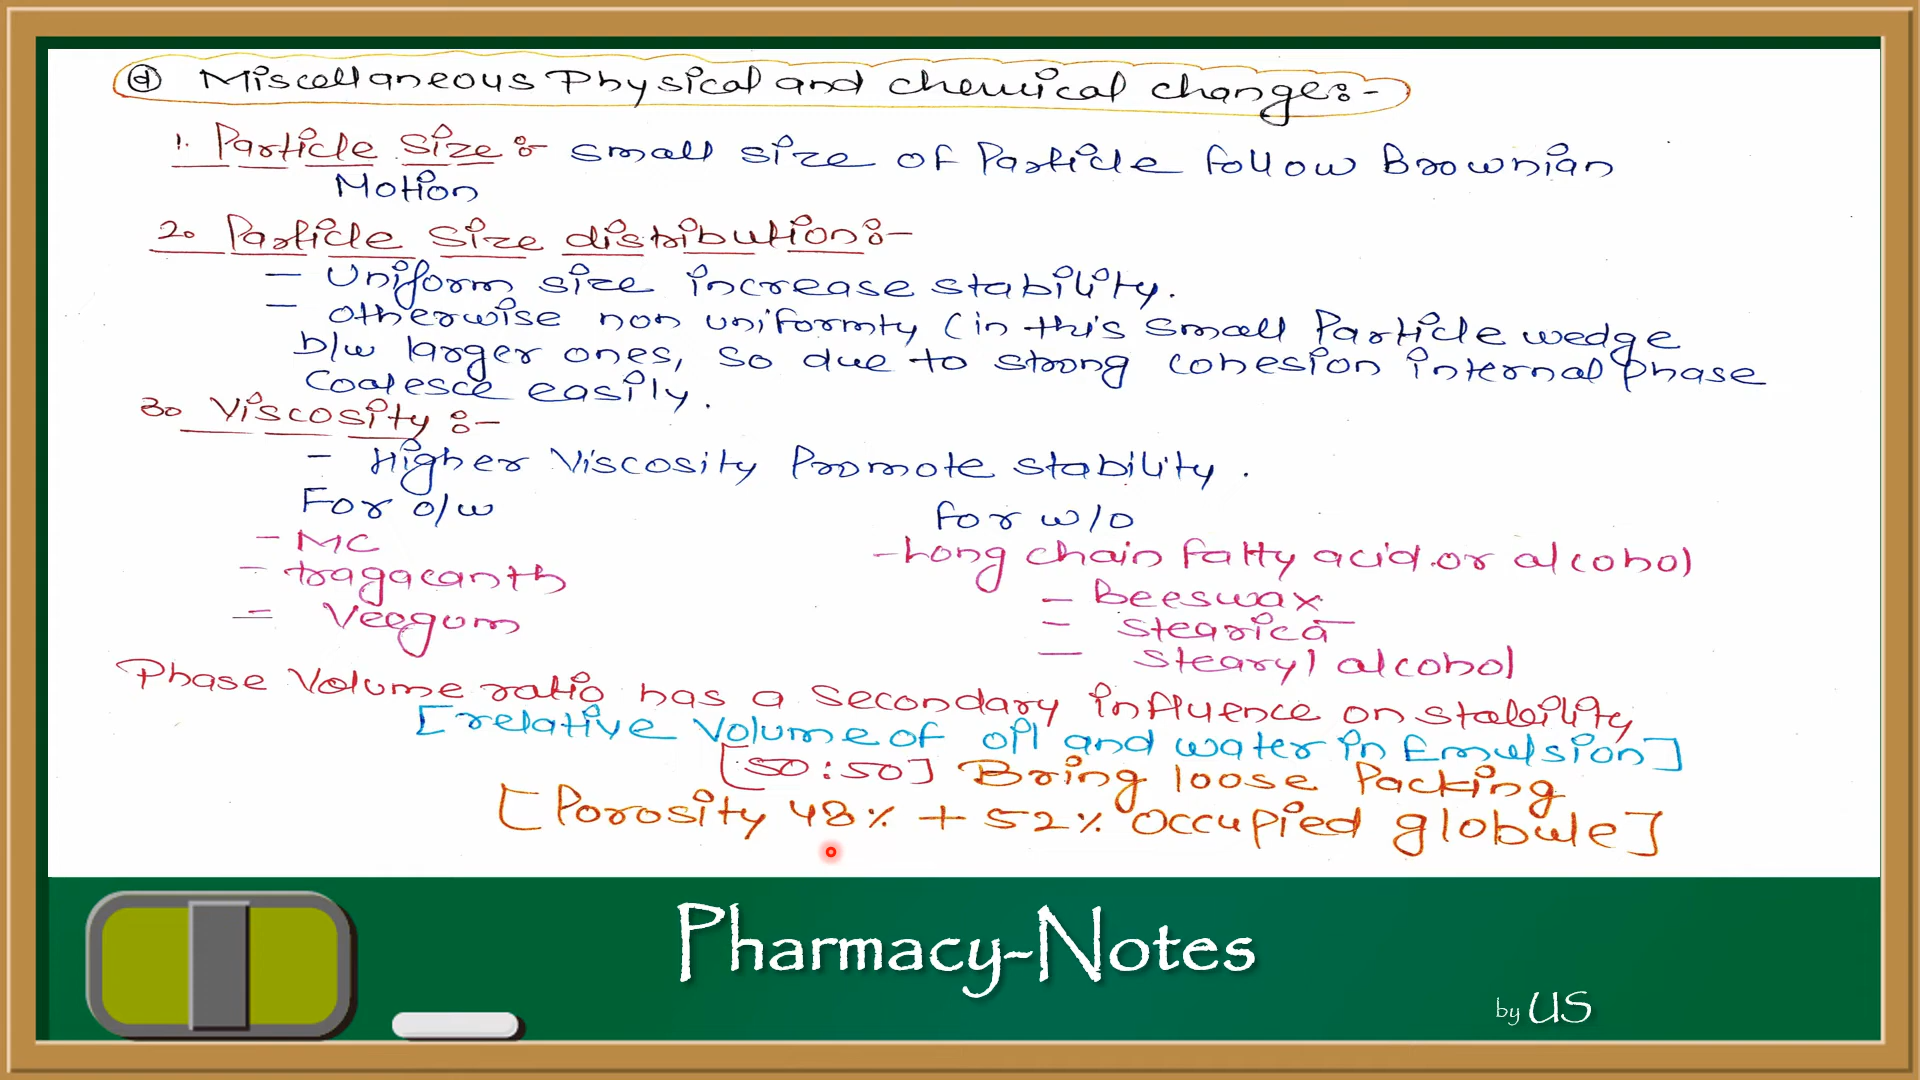 d Miscellaneous Physical and chemical changes:-
1. Particle size :- small size of Particle follow Brownian
Motion
2. Particle size distribution:-
- Uniform size increase stability.
- otherwise non uniformty (in this small Particle wedge
b/w larger ones, so due to strong cohesion internal phase
Coalesce easily.
3. Viscosity :-
- Higher Viscosity Promote stability.
For o/w
for w/o
- MC
- Long chain fatty acid or alcohol
- tragacanth
- Beeswax
= Veegum
- Stearic a
- Stearyl alcohol
Phase Volume ratio has a secondary influence on stability
[relative Volume of oil and water in Emulsion]
[50:50] Bring loose Packing
[Porosity 48% + 52% Occupied globule]
Pharmacy-Notes
by US